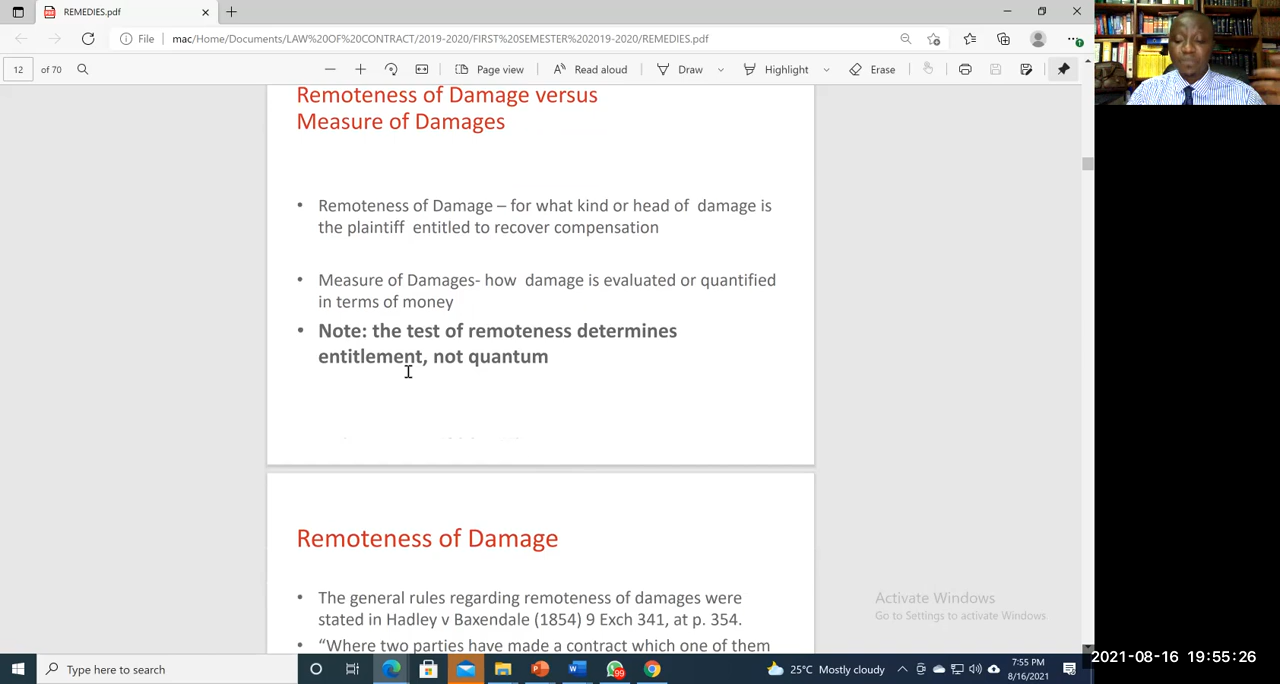 REMEDIES.pdf
File
mac/Home/Documents/LAW%20OF%20CONTRACT/2019-2020/FIRST%20SEMESTER%202019-2020/REMEDIES.pdf
12 of 70
Page view
Read aloud
Draw
Highlight
Erase
Remoteness of Damage versus
Measure of Damages
• Remoteness of Damage – for what kind or head of damage is
the plaintiff entitled to recover compensation
• Measure of Damages- how damage is evaluated or quantified
in terms of money
• Note: the test of remoteness determines
entitlement, not quantum
Remoteness of Damage
• The general rules regarding remoteness of damages were
stated in Hadley v Baxendale (1854) 9 Exch 341, at p. 354.
• “Where two parties have made a contract which one of them
Activate Windows
Go to Settings to activate Windows.
Type here to search
99
25°C Mostly cloudy
7:55 PM
8/16/2021
2021-08-16 19:55:26